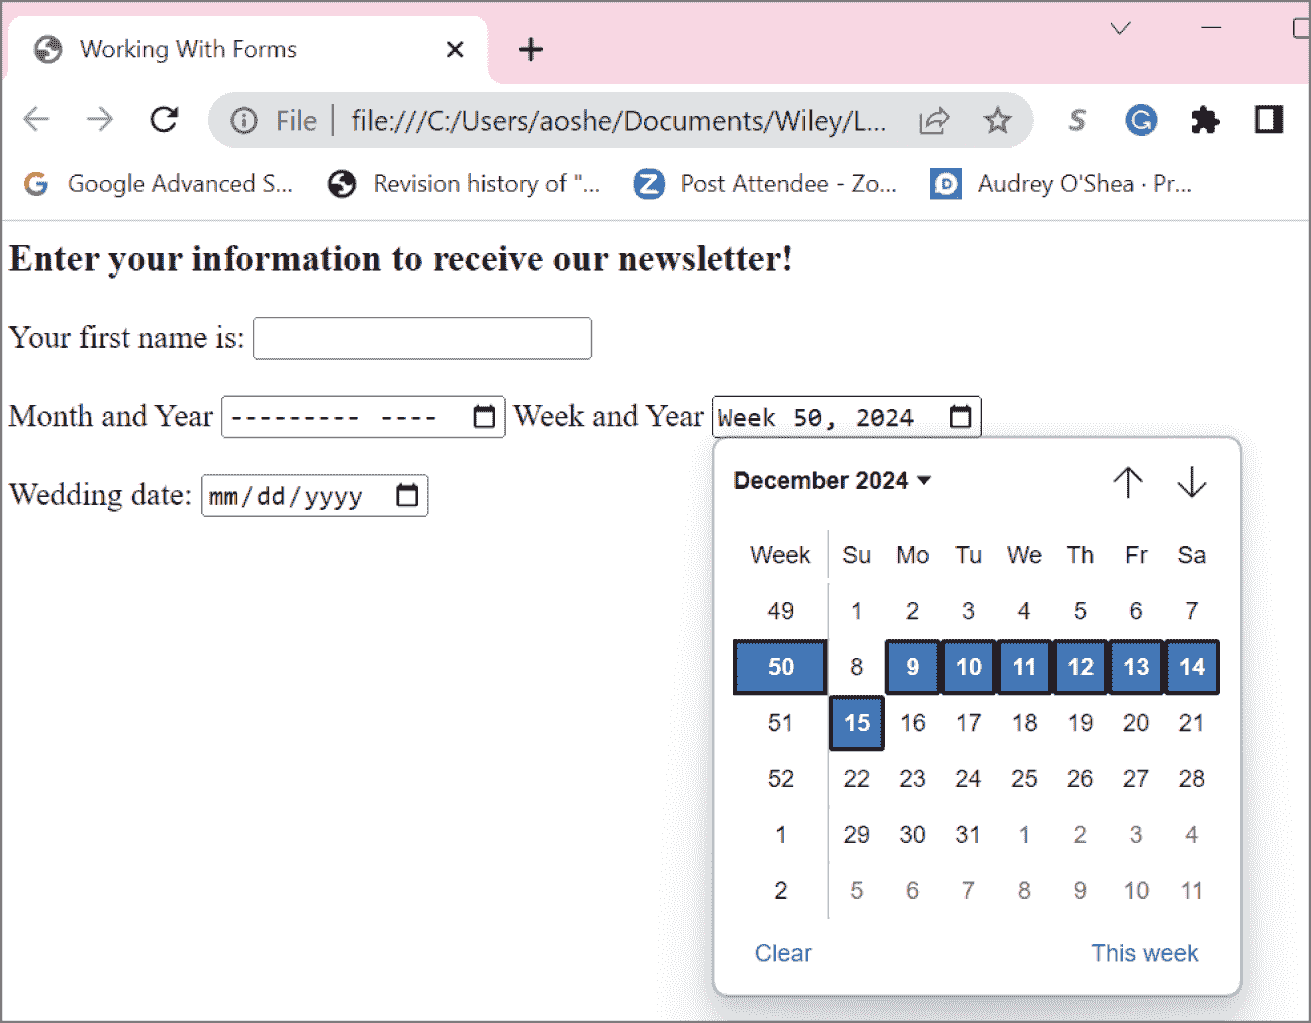 Working With Forms
File | file:///C:/Users/aoshe/Documents/Wiley/L...
Google Advanced S... Revision history of "... Post Attendee - Zo... Audrey O'Shea · Pr...
Enter your information to receive our newsletter!
Your first name is:
Month and Year --------- ---- Week and Year Week 50, 2024
Wedding date: mm/dd/yyyy
December 2024
Week Su Mo Tu We Th Fr Sa
49 1 2 3 4 5 6 7
50 8 9 10 11 12 13 14
51 15 16 17 18 19 20 21
52 22 23 24 25 26 27 28
1 29 30 31 1 2 3 4
2 5 6 7 8 9 10 11
Clear This week